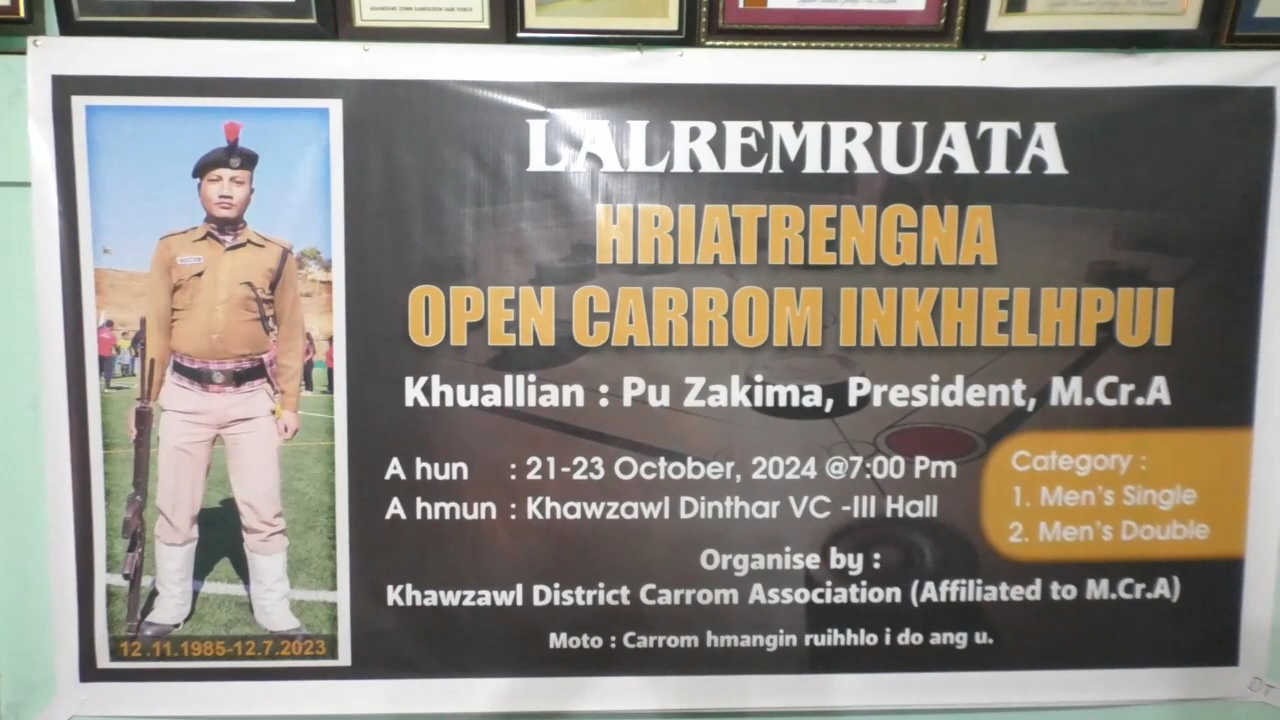 LALREMRUATA
HRIATRENGNA
OPEN CARROM INKHELHPUI
Khuallian : Pu Zakima, President, M.Cr.A
A hun : 21-23 October, 2024 @7:00 Pm
A hmun : Khawzawl Dinthar VC -III Hall
Category :
1. Men's Single
2. Men's Double
Organise by :
Khawzawl District Carrom Association (Affiliated to M.Cr.A)
Moto : Carrom hmangin ruihhlo i do ang u.
12.11.1985-12.7.2023
DT